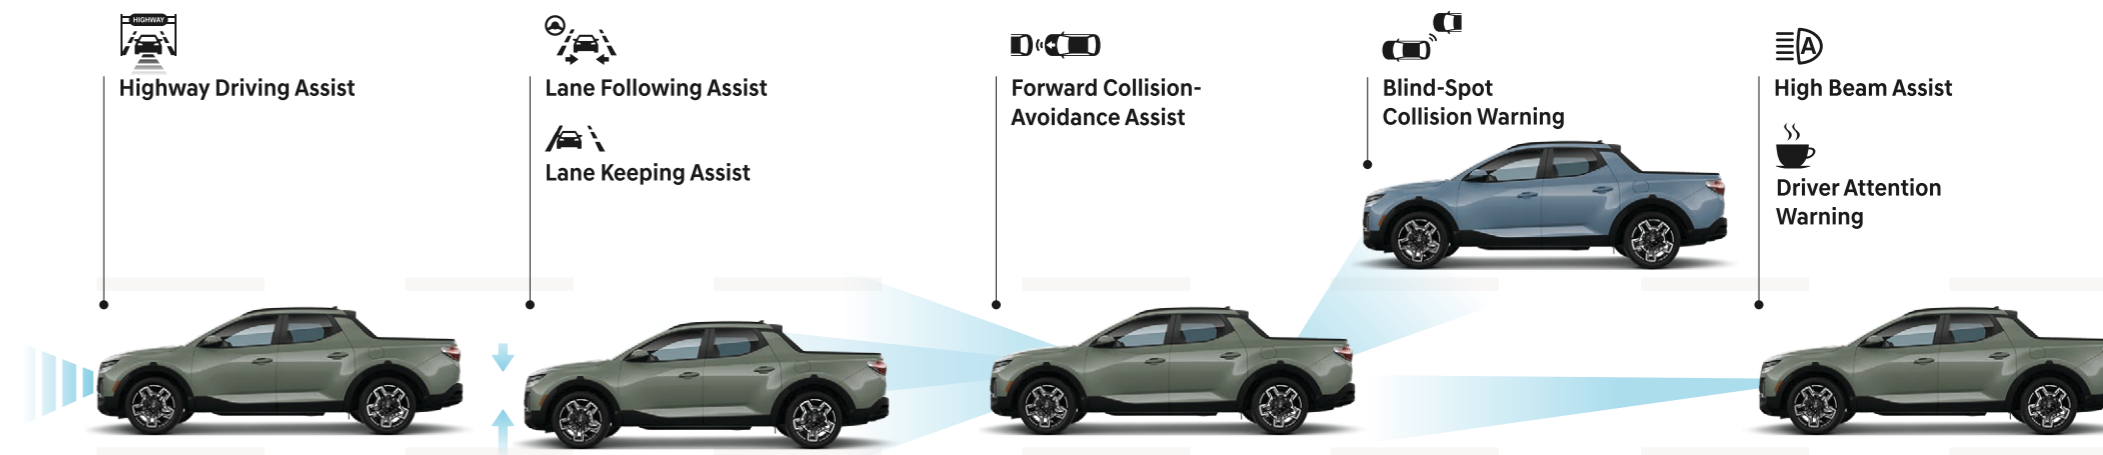 HIGHWAY
Highway Driving Assist
Lane Following Assist
Lane Keeping Assist
Forward Collision-
Avoidance Assist
Blind-Spot
Collision Warning
A
High Beam Assist
Driver Attention
Warning